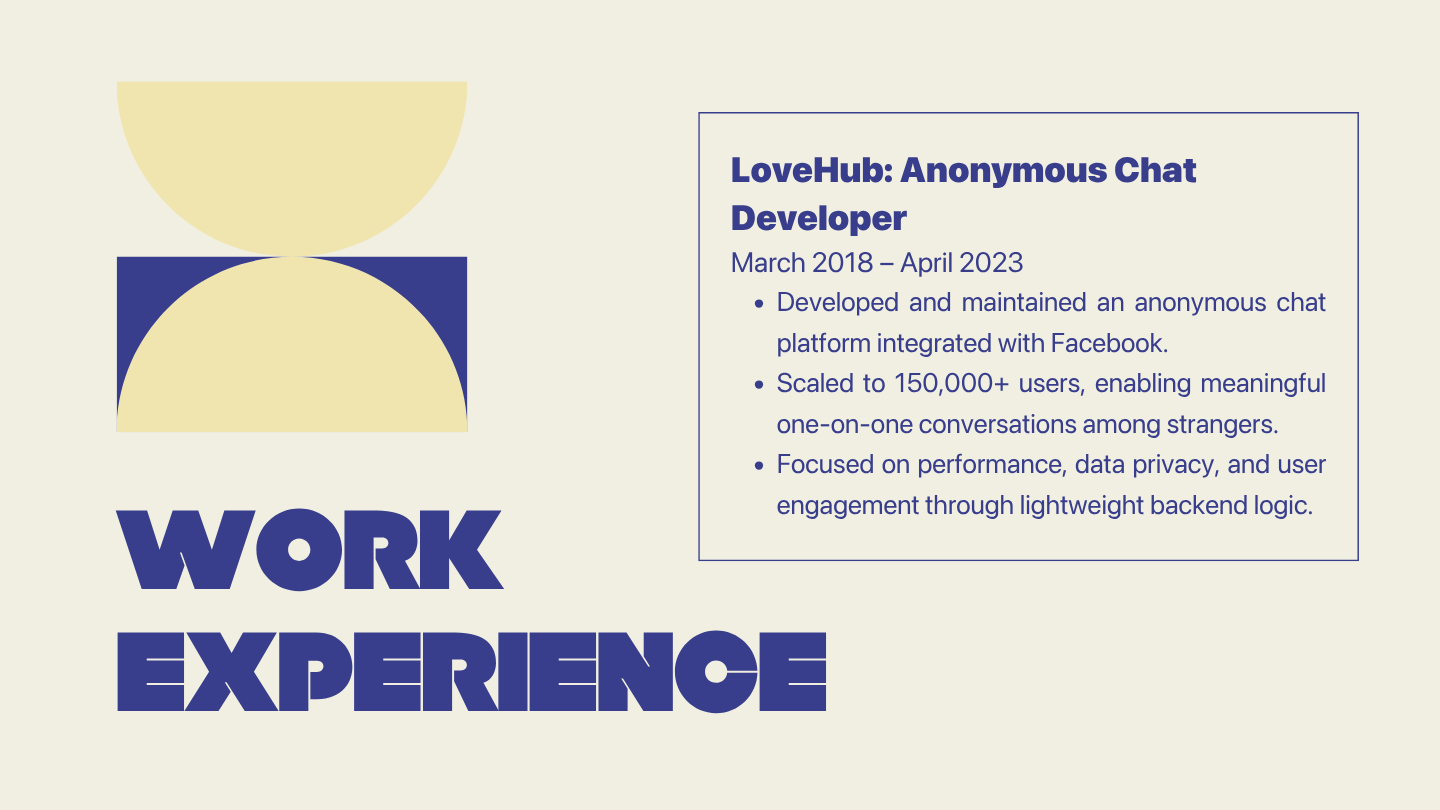 LoveHub: Anonymous Chat
Developer
March 2018 – April 2023
• Developed and maintained an anonymous chat
platform integrated with Facebook.
• Scaled to 150,000+ users, enabling meaningful
one-on-one conversations among strangers.
• Focused on performance, data privacy, and user
engagement through lightweight backend logic.
WORK
EXPERIENCE